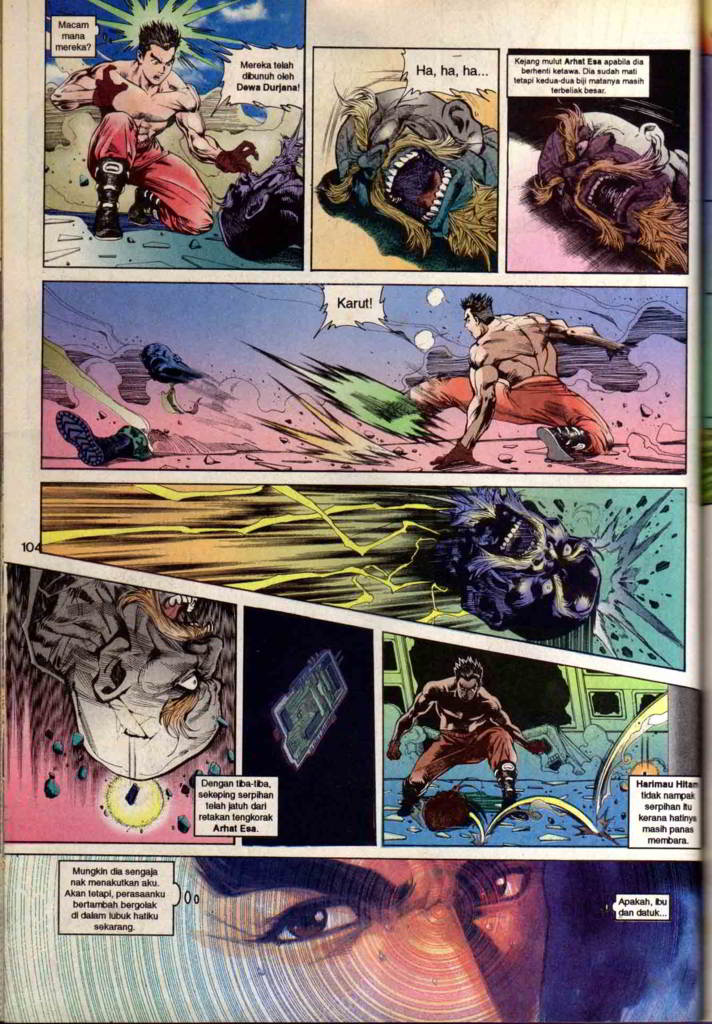 Macam
mana
mereka?
Mereka telah
dibunuh oleh
Dewa Durjana!
Ha, ha, ha...
Kejang mulut Arhat Esa apabila dia
berhenti ketawa. Dia sudah mati
tetapi kedua-dua biji matanya masih
terbeliak besar.
Karut!
104
Dengan tiba-tiba,
sekeping serpihan
telah jatuh dari
retakan tengkorak
Arhat Esa.
Harimau Hitam
tidak nampak
serpihan itu
kerana hatinya
masih panas
membara.
Mungkin dia sengaja
nak menakutkan aku.
Akan tetapi, perasaanku
bertambah bergolak
di dalam lubuk hatiku
sekarang.
Apakah, ibu
dan datuk...